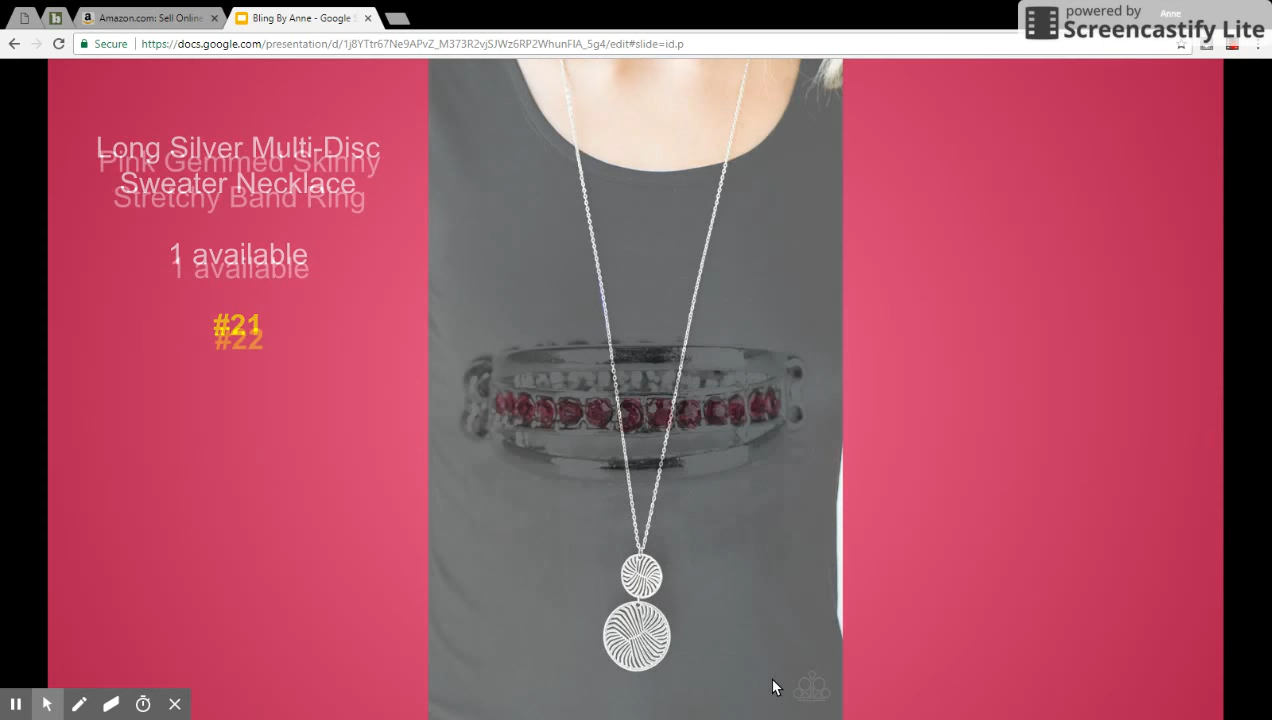 Amazon.com: Sell Online
Bling By Anne - Google S
Anne
powered by
Screencastify Lite
Secure
https://docs.google.com/presentation/d/1j8YTtr67Ne9APvZ_M373R2vjSJWz6RP2WhunFlA_5g4/edit#slide=id.p
Long Silver Multi-Disc
Pink Gemmed Skinny
Sweater Necklace
Stretchy Band Ring
1 available
1 available
#21
#22